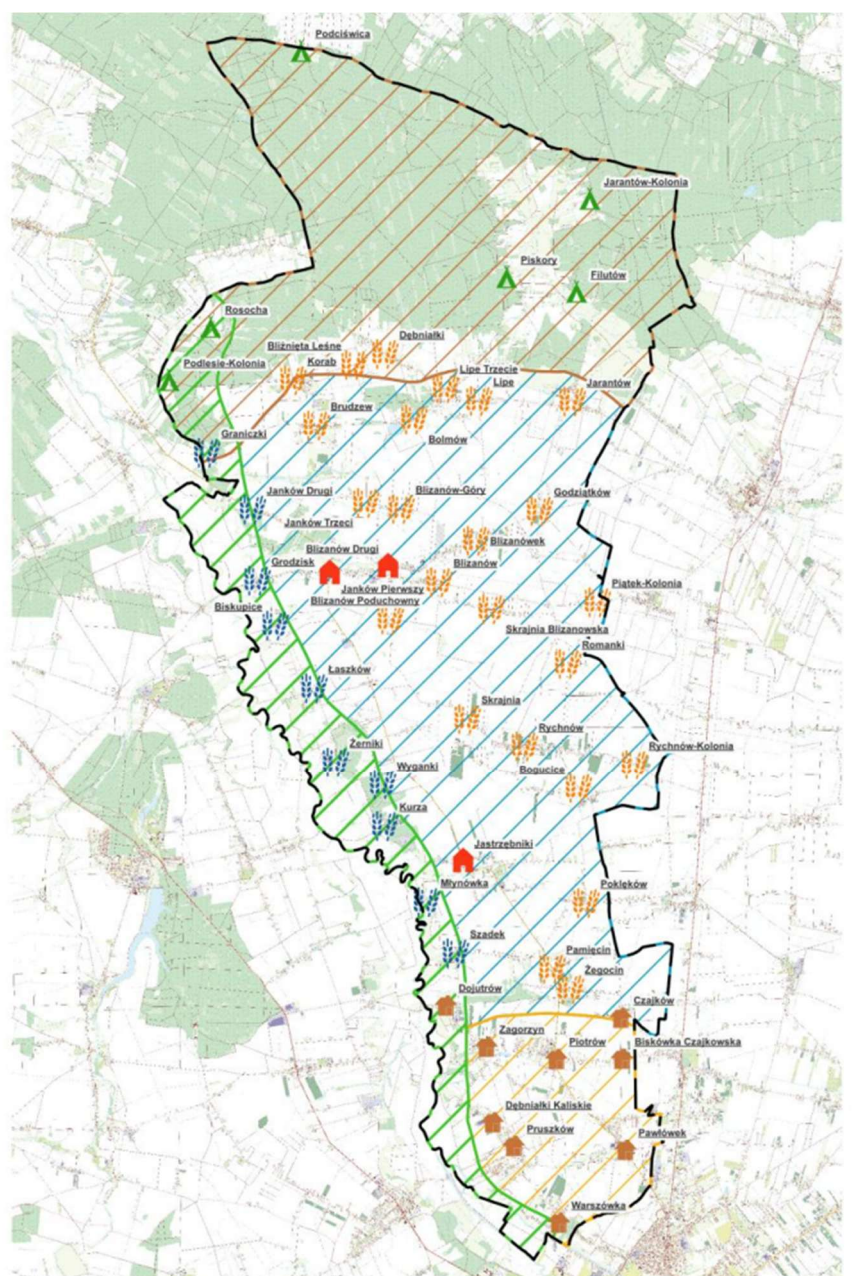 Podciświca
Jarantów-Kolonia
Piskory
Filutów
Rosocha
Dębniałki
Bliźnięta Leśne
Korab
Podlesie-Kolonia
Lipe Trzecie
Lipe
Jarantów
Brudzew
Graniczki
Bolmów
Janków Drugi
Blizanów-Góry
Godziątków
Janków Trzeci
Blizanówek
Blizanów Drugi
Grodzisk
Blizanów
Janków Pierwszy
Piątek-Kolonia
Blizanów Poduchowny
Biskupice
Skrajnia Blizanowska
Romanki
Łaszków
Skrajnia
Rychnów
Żerniki
Rychnów-Kolonia
Wyganki
Bogucice
Kurza
Jastrzębniki
Młynówka
Poklęków
Szadek
Pamięcin
Żegocin
Dojutrów
Czajków
Zagorzyn
Piotrów
Biskówka Czajkowska
Dębniałki Kaliskie
Pruszków
Pawłówek
Warszówka